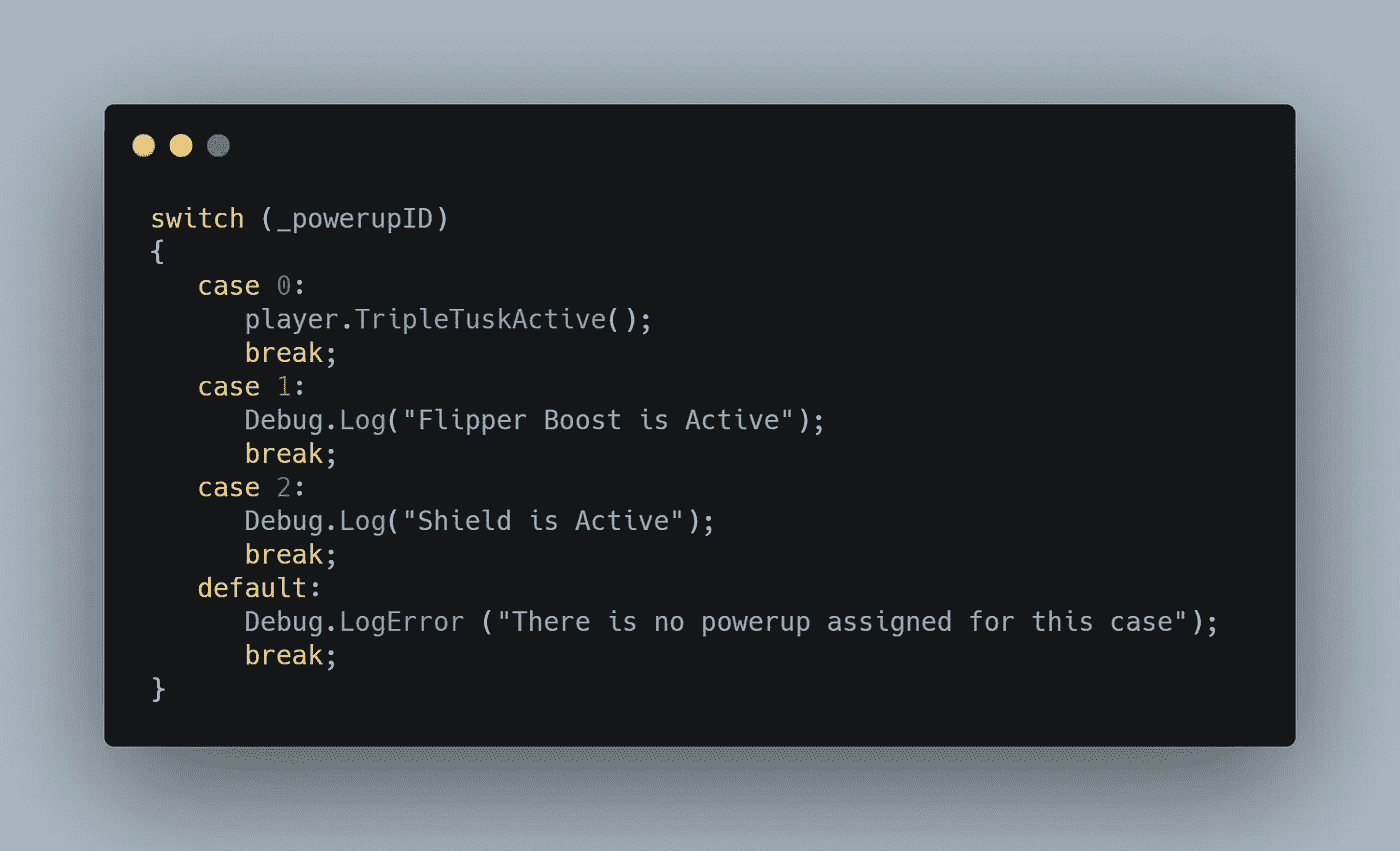 switch (_powerupID)
{
   case 0:
      player.TripleTuskActive();
      break;
   case 1:
      Debug.Log("Flipper Boost is Active");
      break;
   case 2:
      Debug.Log("Shield is Active");
      break;
   default:
      Debug.LogError ("There is no powerup assigned for this case");
      break;
}